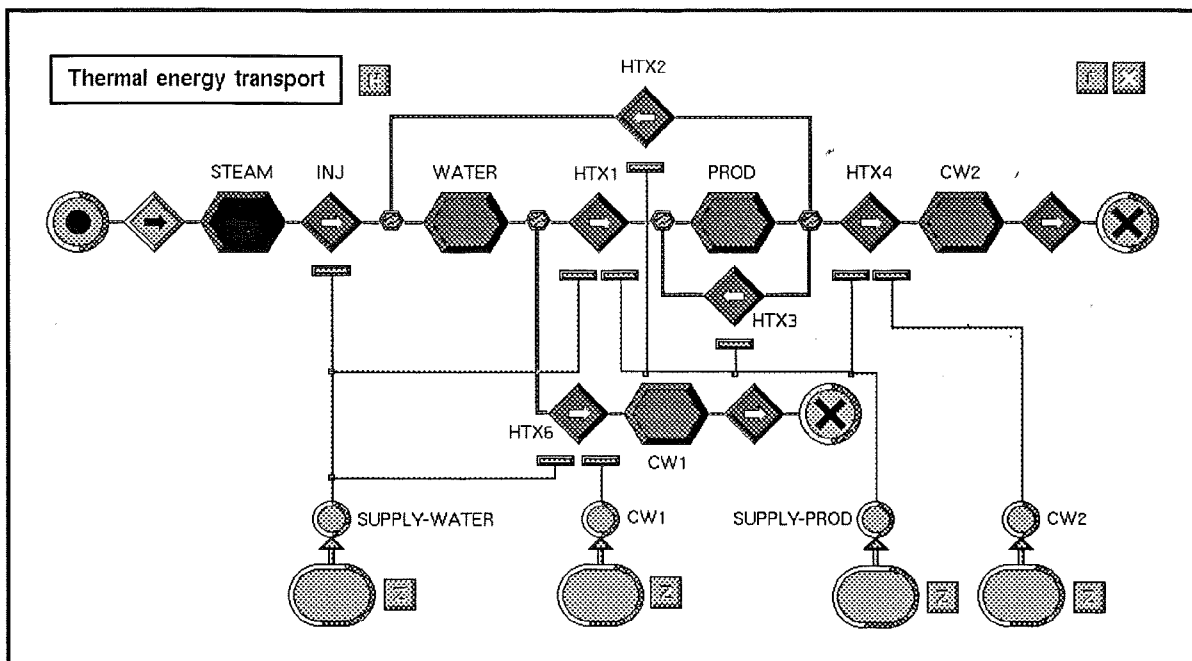 HTX2
Thermal energy transport H T X
STEAM INJ WATER HTX1 PROD HTX4 CW2
HTX3
HTX6
CW1
SUPPLY-WATER CW1 SUPPLY-PROD CW2
Z Z Z Z